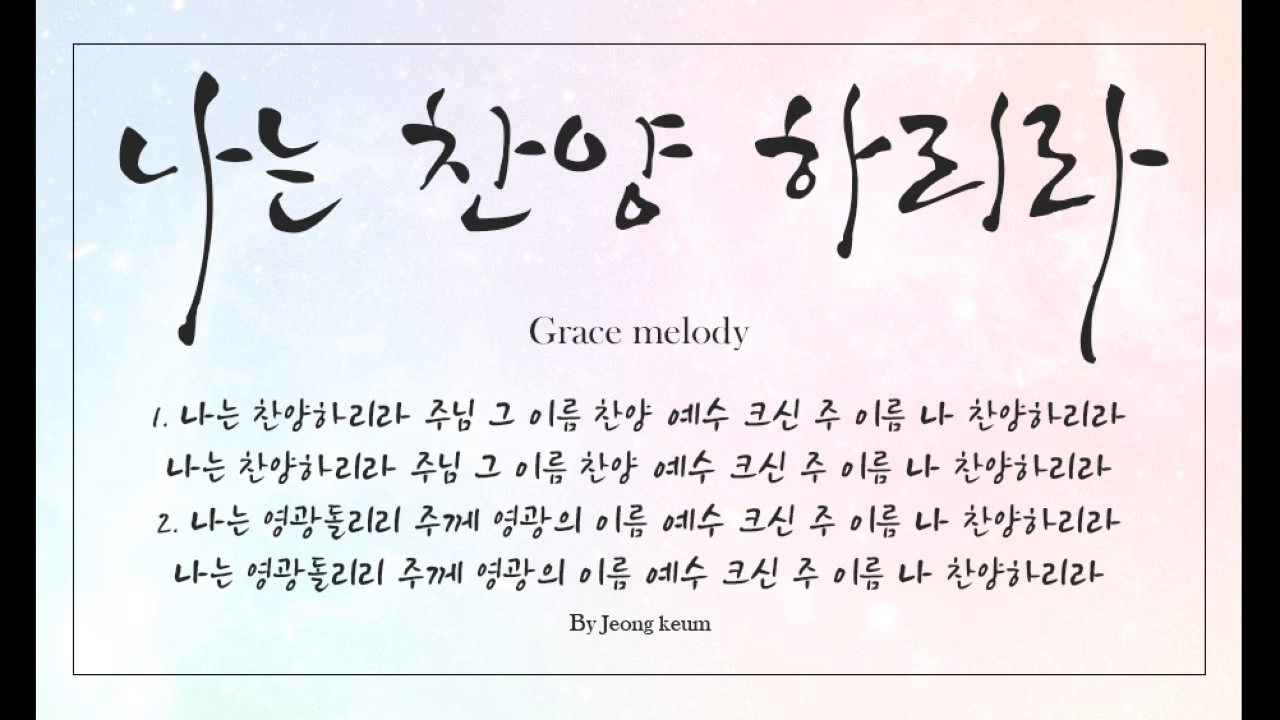 나는 찬양 하리라
Grace melody
1. 나는 찬양하리라 주님 그 이름 찬양 예수 크신 주 이름 나 찬양하리라
나는 찬양하리라 주님 그 이름 찬양 예수 크신 주 이름 나 찬양하리라
2. 나는 영광돌리리 주께 영광의 이름 예수 크신 주 이름 나 찬양하리라
나는 영광돌리리 주께 영광의 이름 예수 크신 주 이름 나 찬양하리라
By Jeong keum